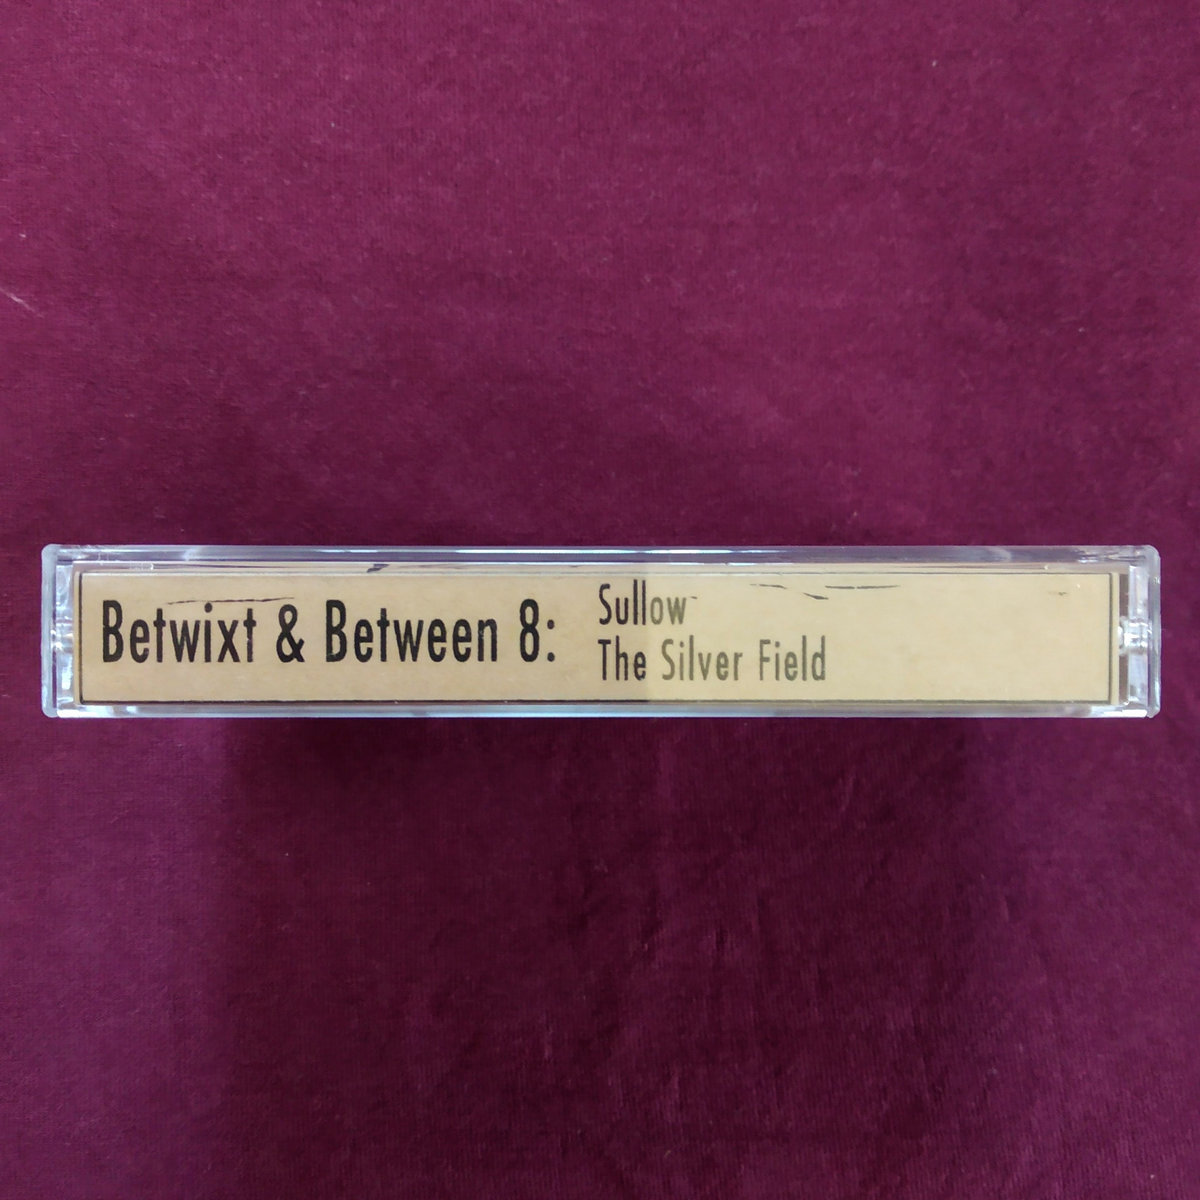 Betwixt & Between 8:
Sullow
The Silver Field